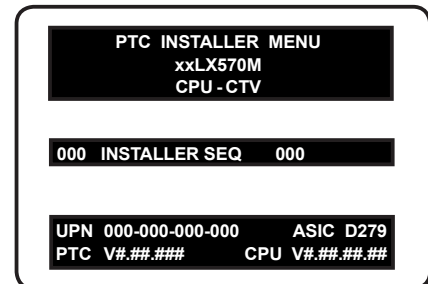 PTC INSTALLER MENU
xxLX570M
CPU - CTV
000 INSTALLER SEQ 000
UPN 000-000-000-000 ASIC D279
PTC V#.##.### CPU V#.##.##.##